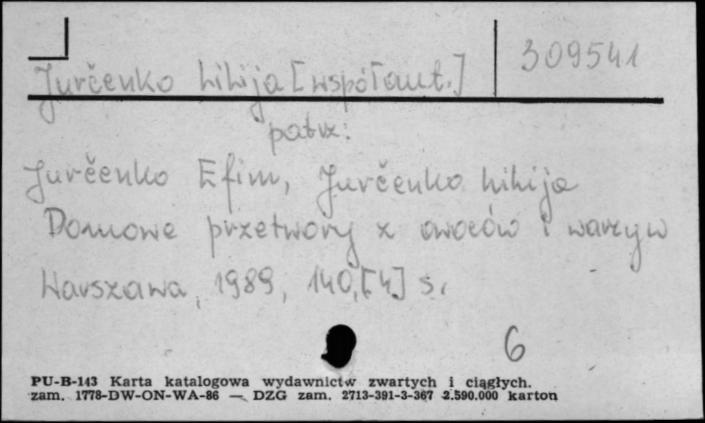 Jurčenko Lilija [współaut.]
309541
patrz:
Jurčenko Efim, Jurčenko Lilija
Domowe przetwory z owoców i warzyw
Warszawa, 1989, 140,[4] s.
6
PU-B-143 Karta katalogowa wydawnictw zwartych i ciągłych.
zam. 1778-DW-ON-WA-86 — DZG zam. 2713-391-3-367 2.590.000 karton